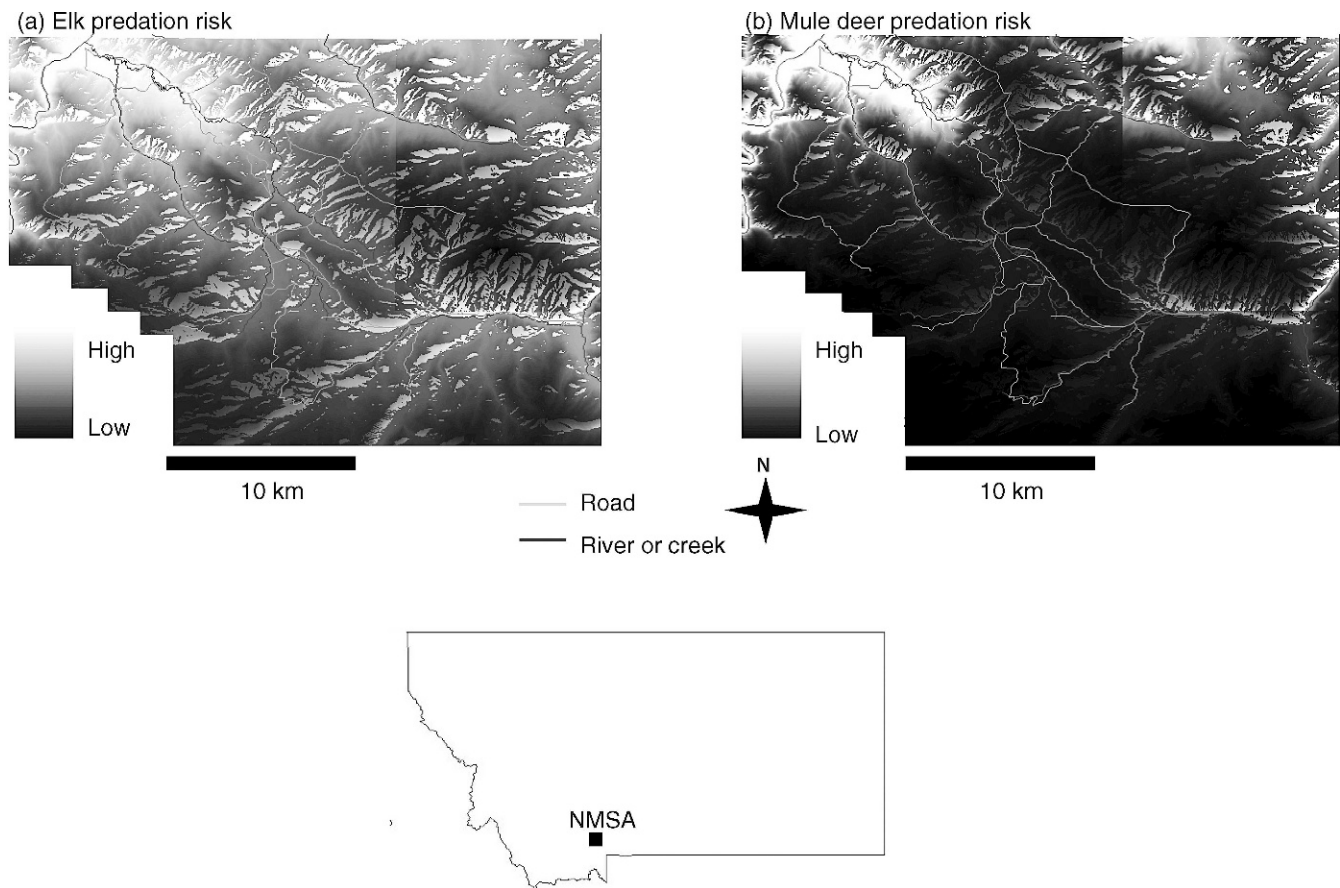 (a) Elk predation risk
(b) Mule deer predation risk
High
Low
High
Low
10 km
10 km
N
Road
River or creek
NMSA